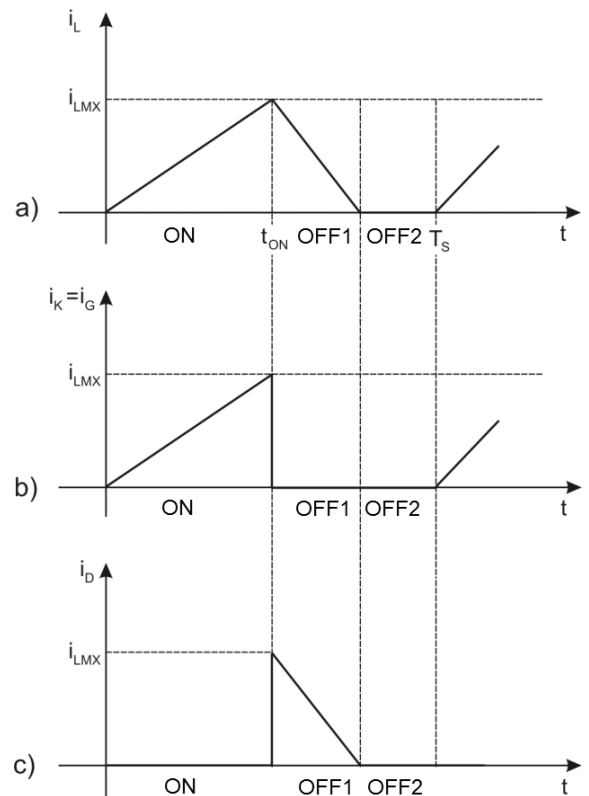 i_L
i_LMX
a)
ON t_ON OFF1 OFF2 T_S t
i_K = i_G
i_LMX
b)
ON OFF1 OFF2 t
i_D
i_LMX
c)
ON OFF1 OFF2 t